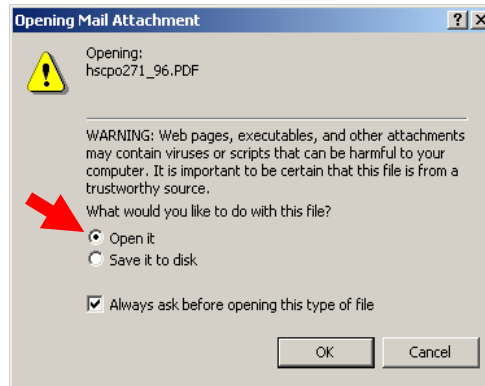 Opening Mail Attachment
Opening:
hscpo271_96.PDF
WARNING: Web pages, executables, and other attachments
may contain viruses or scripts that can be harmful to your
computer. It is important to be certain that this file is from a
trustworthy source.
What would you like to do with this file?
Open it
Save it to disk
Always ask before opening this type of file
OK Cancel